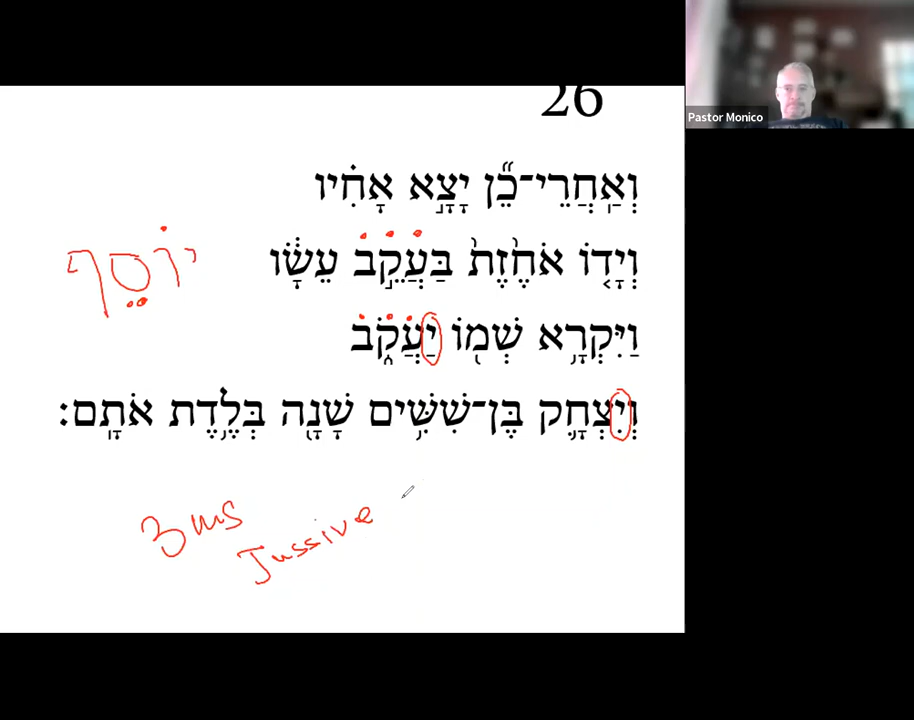 26
וְאַֽחֲרֵי־כֵ֞ן יָצָ֣א אָחִ֗יו
וְיָד֤וֹ אֹחֶ֙זֶת֙ בַּעֲקֵ֣ב עֵשָׂ֔ו
וַיִּקְרָ֥א שְׁמ֖וֹ יַעֲקֹ֑ב
וְיִצְחָ֛ק בֶּן־שִׁשִּׁ֥ים שָׁנָ֖ה בְּלֶ֥דֶת אֹתָֽם׃
יוֹסֵף
3ms
Jussive
Pastor Monico